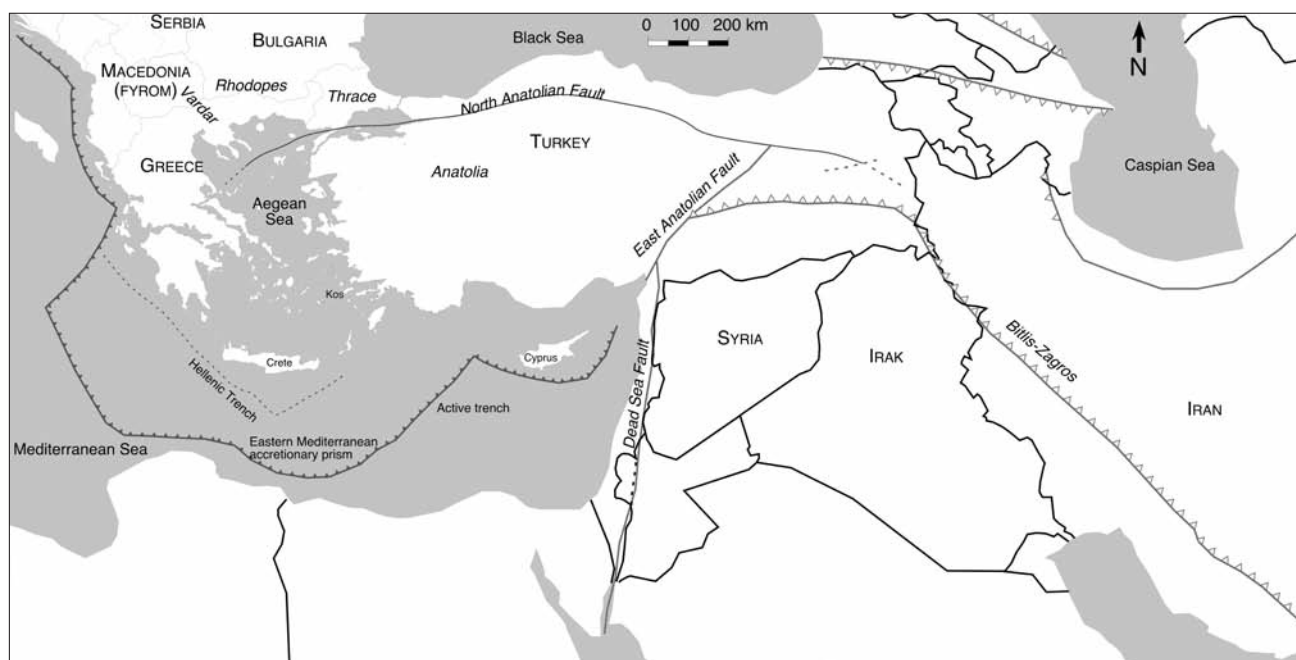 SERBIA
BULGARIA
Black Sea
0 100 200 km
N
MACEDONIA
(FYROM)
Vardar
Rhodopes
Thrace
North Anatolian Fault
TURKEY
GREECE
Anatolia
Caspian Sea
Aegean
Sea
East Anatolian Fault
Kos
SYRIA
IRAK
Bitlis-Zagros
IRAN
Crete
Cyprus
Hellenic Trench
Dead Sea Fault
Active trench
Mediterranean Sea
Eastern Mediterranean
accretionary prism